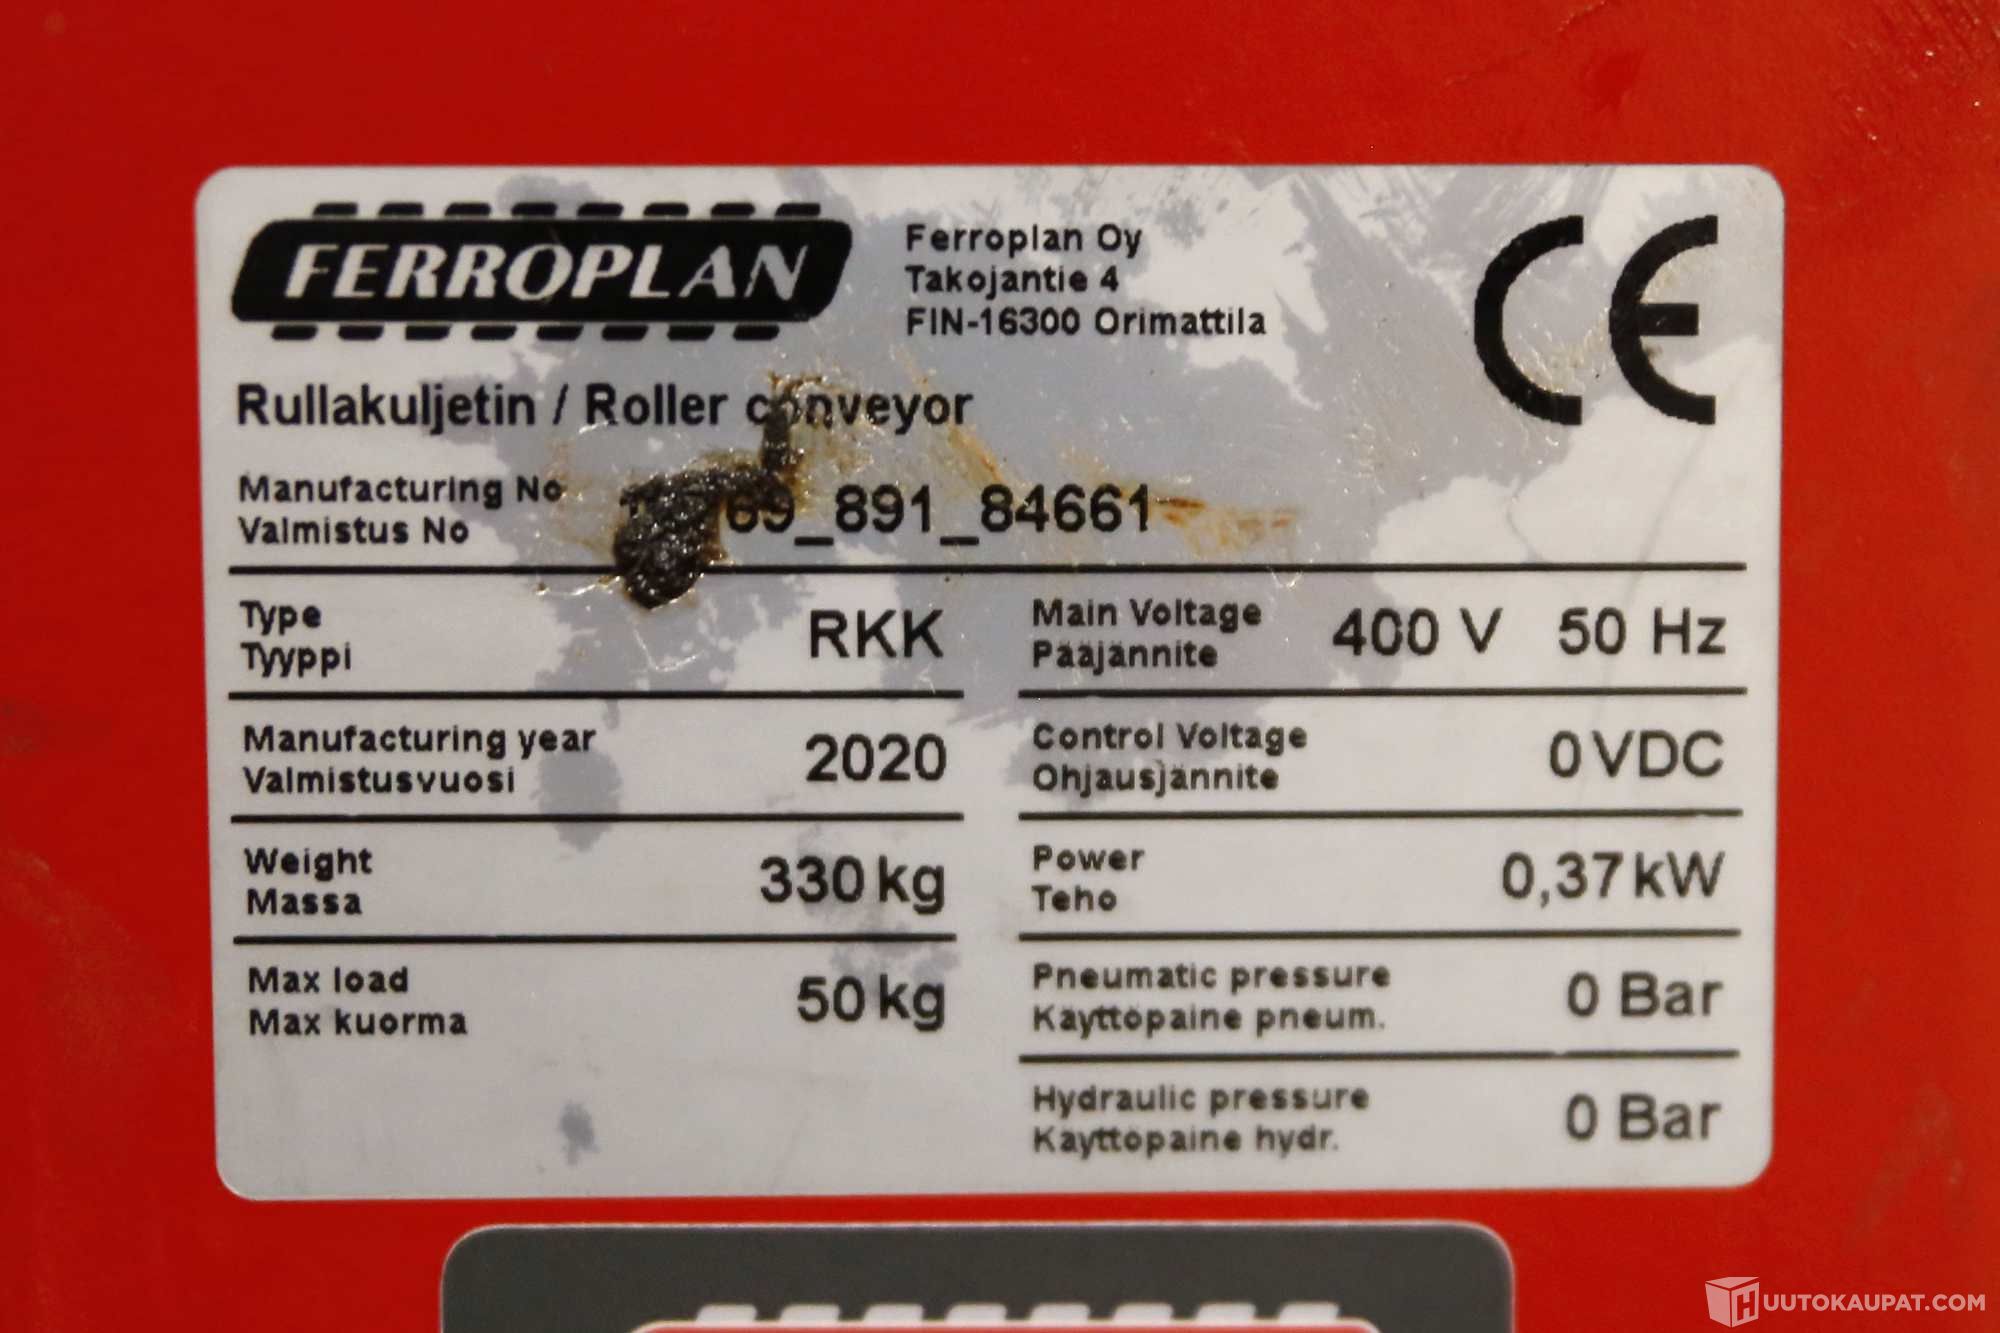 FERROPLAN
Ferroplan Oy
Takojantie 4
FIN-16300 Orimattila
CE
Rullakuljetin / Roller conveyor
Manufacturing No
Valmistus No
Type
Tyyppi
RKK
Main Voltage
Pääjännite
400 V 50 Hz
Manufacturing year
Valmistusvuosi
2020
Control Voltage
Ohjausjännite
0 VDC
Weight
Massa
330 kg
Power
Teho
0,37 kW
Max load
Max kuorma
50 kg
Pneumatic pressure
Käyttöpaine pneum.
0 Bar
Hydraulic pressure
Käyttöpaine hydr.
0 Bar
HUUTOKAUPAT.COM